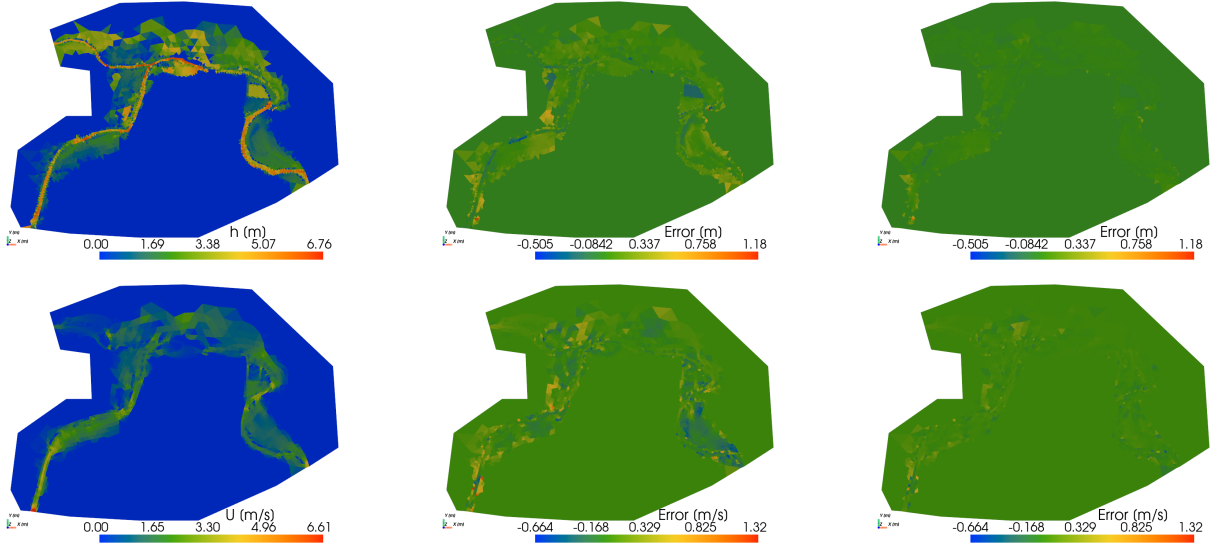 h (m)
0.00 1.69 3.38 5.07 6.76
Y (m)
Z X (m)
Error (m)
-0.505 -0.0842 0.337 0.758 1.18
Y (m)
Z X (m)
Error (m)
-0.505 -0.0842 0.337 0.758 1.18
Y (m)
Z X (m)
U (m/s)
0.00 1.65 3.30 4.96 6.61
Y (m)
Z X (m)
Error (m/s)
-0.664 -0.168 0.329 0.825 1.32
Y (m)
Z X (m)
Error (m/s)
-0.664 -0.168 0.329 0.825 1.32
Y (m)
Z X (m)